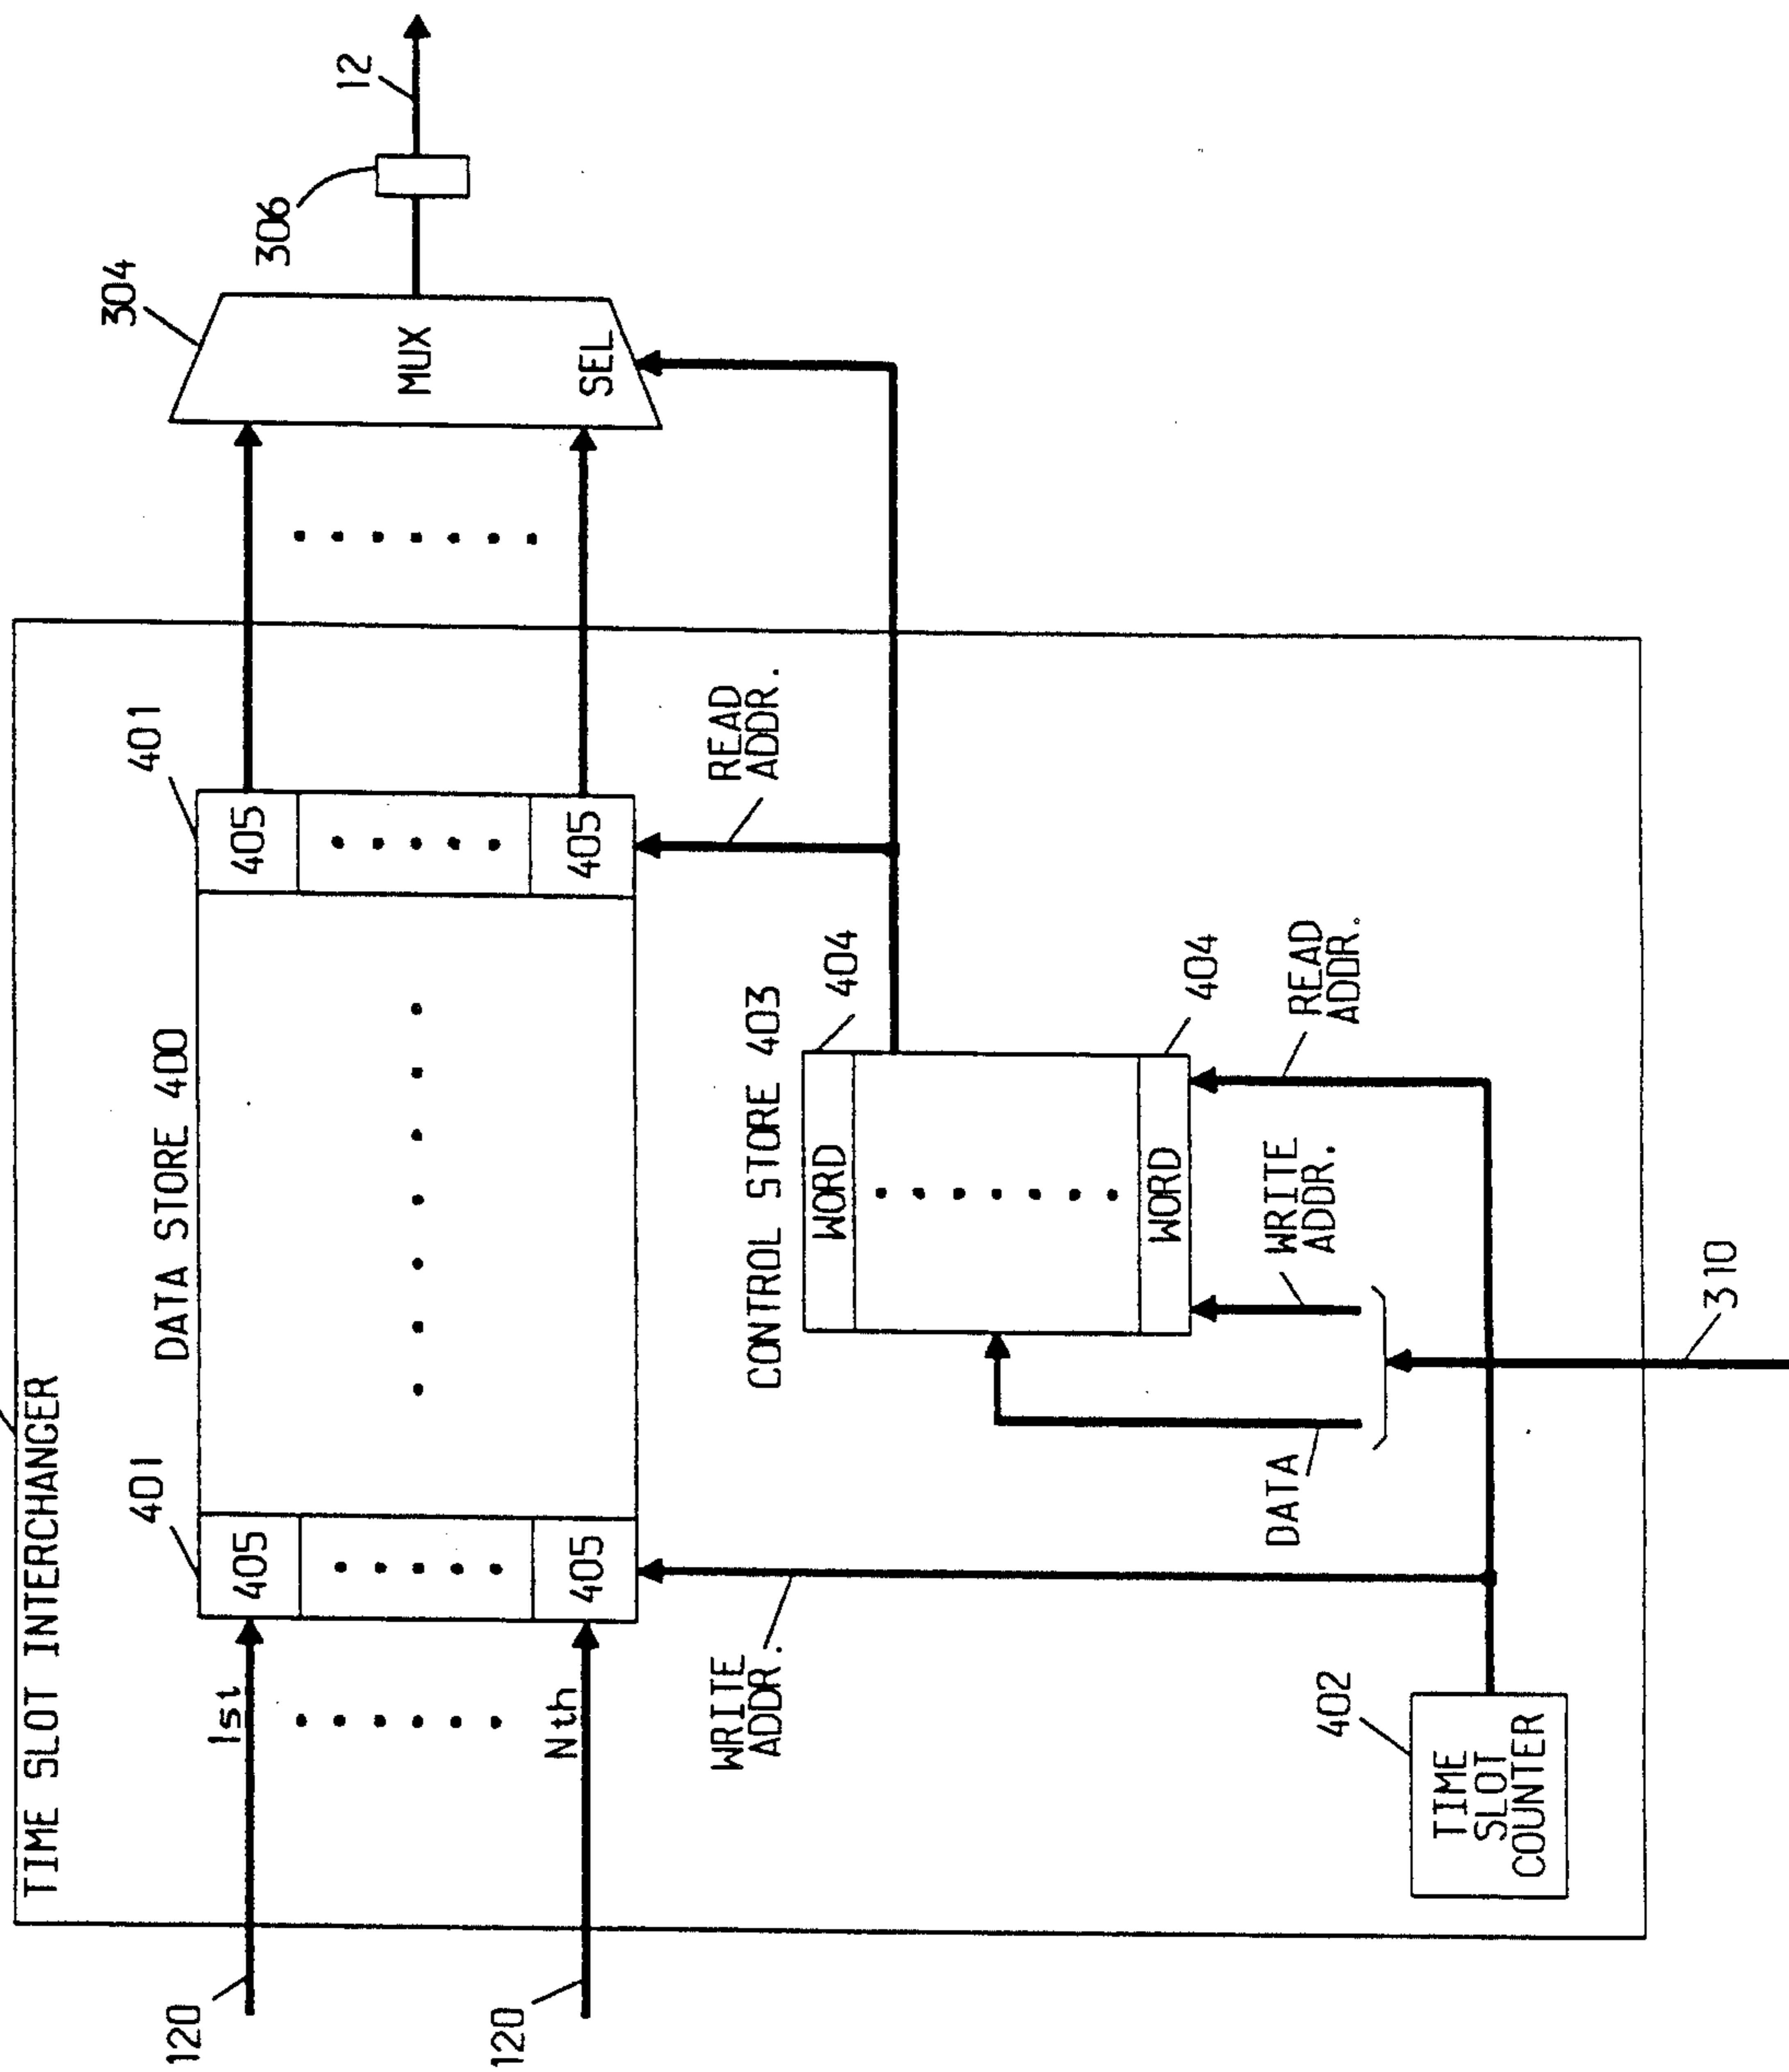 TIME SLOT INTERCHANGER
120
120
1st
Nth
401
DATA STORE 400
401
405
405
405
405
304
306
12
MUX
SEL
WRITE
ADDR.
READ
ADDR.
CONTROL STORE 403
404
WORD
WORD
404
DATA
WRITE
ADDR.
READ
ADDR.
402
TIME
SLOT
COUNTER
310